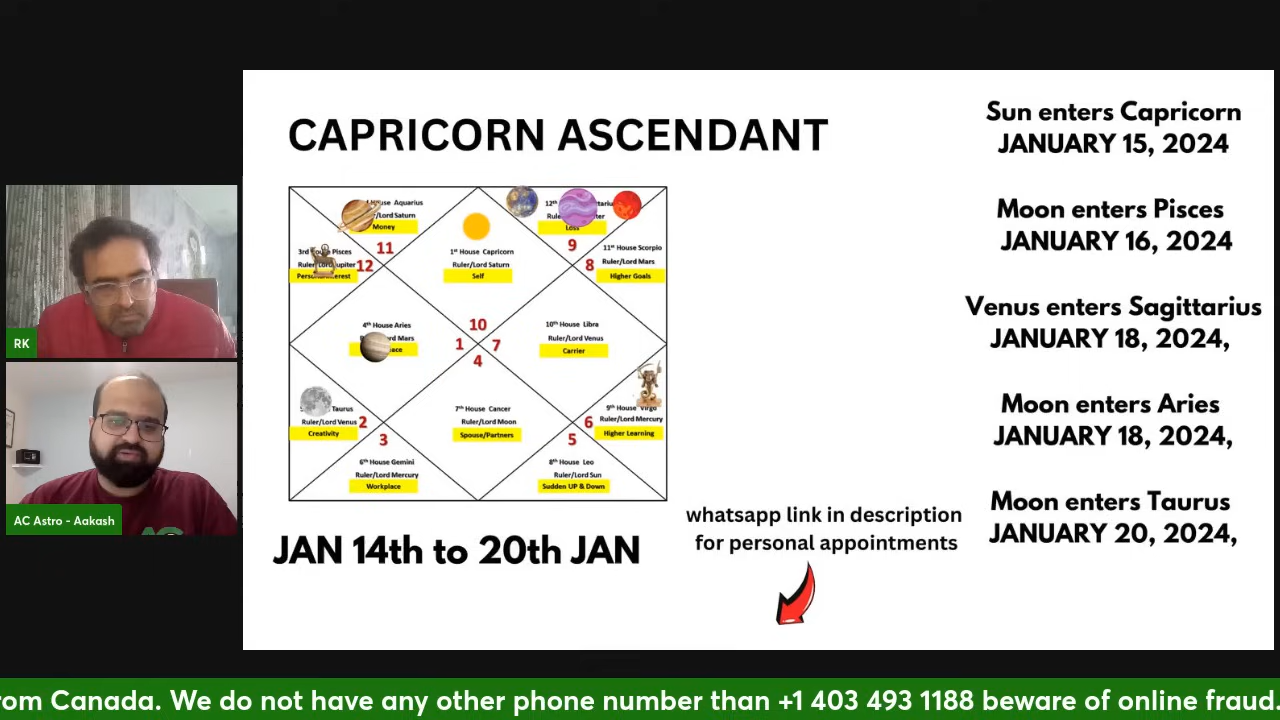 CAPRICORN ASCENDANT
House Aquarius
/Lord Saturn
Money
11
12th
Loss
9
3rd House Pisces
Ruler/Lord Jupiter
12
1st House Capricorn
Ruler/Lord Saturn
Self
8
11th House Scorpio
Ruler/Lord Mars
Higher Goals
4th House Aries
Mars
10
1
7
4
10th House Libra
Ruler/Lord Venus
Carrier
Taurus
Ruler/Lord Venus
Creativity
2
3
7th House Cancer
Ruler/Lord Moon
Spouse/Partners
6
5
9th House Virgo
Ruler/Lord Mercury
Higher Learning
6th House Gemini
Ruler/Lord Mercury
Workplace
8th House Leo
Ruler/Lord Sun
Sudden UP & Down
JAN 14th to 20th JAN
whatsapp link in description
for personal appointments
Sun enters Capricorn
JANUARY 15, 2024
Moon enters Pisces
JANUARY 16, 2024
Venus enters Sagittarius
JANUARY 18, 2024,
Moon enters Aries
JANUARY 18, 2024,
Moon enters Taurus
JANUARY 20, 2024,
RK
AC Astro - Aakash
rom Canada. We do not have any other phone number than +1 403 493 1188 beware of online fraud.